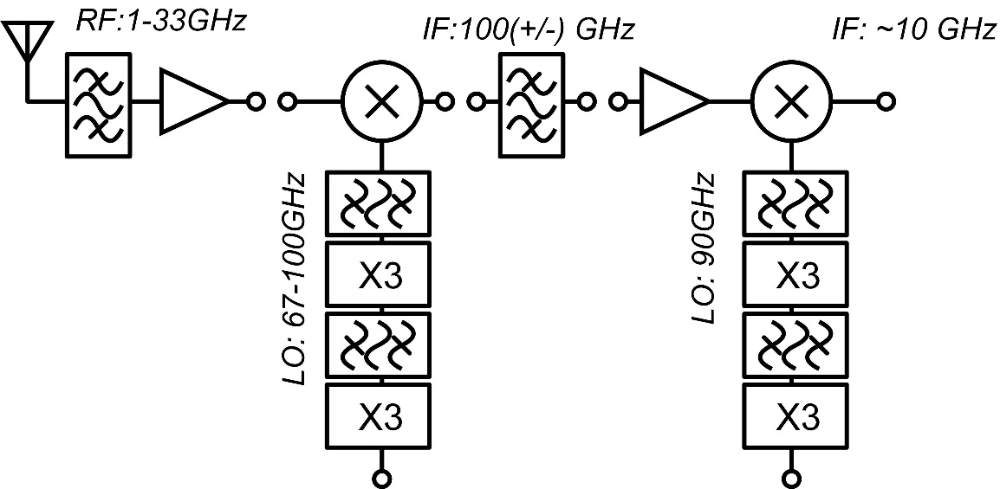 RF:1-33GHz
IF:100(+/-) GHz
IF: ~10 GHz
LO: 67-100GHz
X3
X3
LO: 90GHz
X3
X3